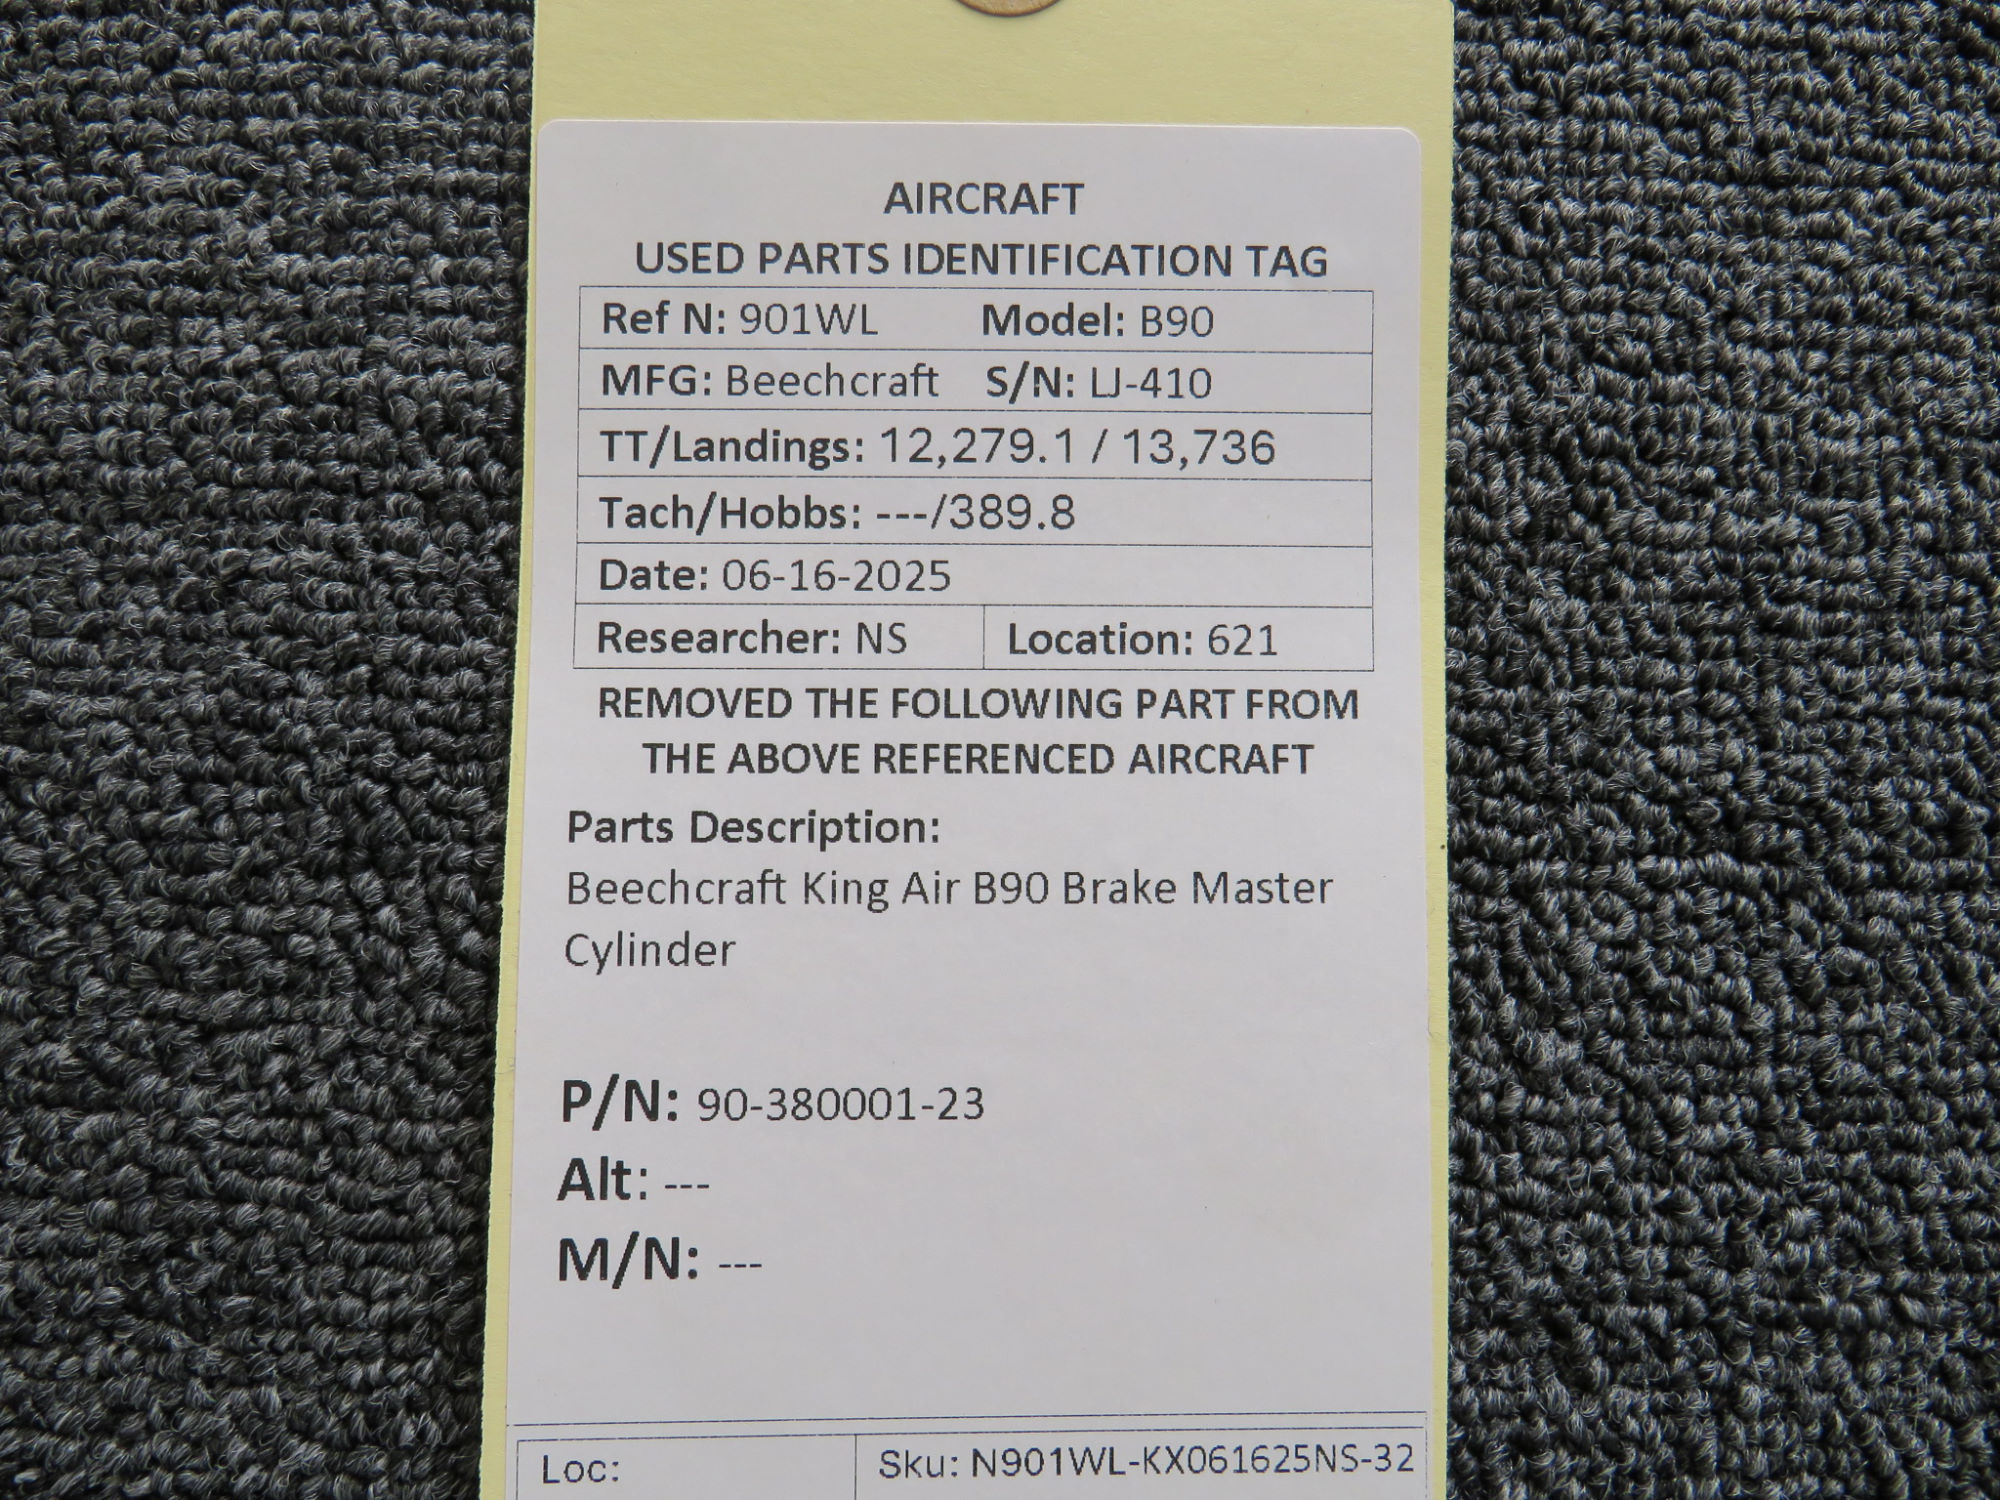 AIRCRAFT
USED PARTS IDENTIFICATION TAG
Ref N: 901WL Model: B90
MFG: Beechcraft S/N: LJ-410
TT/Landings: 12,279.1 / 13,736
Tach/Hobbs: ---/389.8
Date: 06-16-2025
Researcher: NS Location: 621
REMOVED THE FOLLOWING PART FROM
THE ABOVE REFERENCED AIRCRAFT
Parts Description:
Beechcraft King Air B90 Brake Master
Cylinder
P/N: 90-380001-23
Alt: ---
M/N: ---
Loc: Sku: N901WL-KX061625NS-32